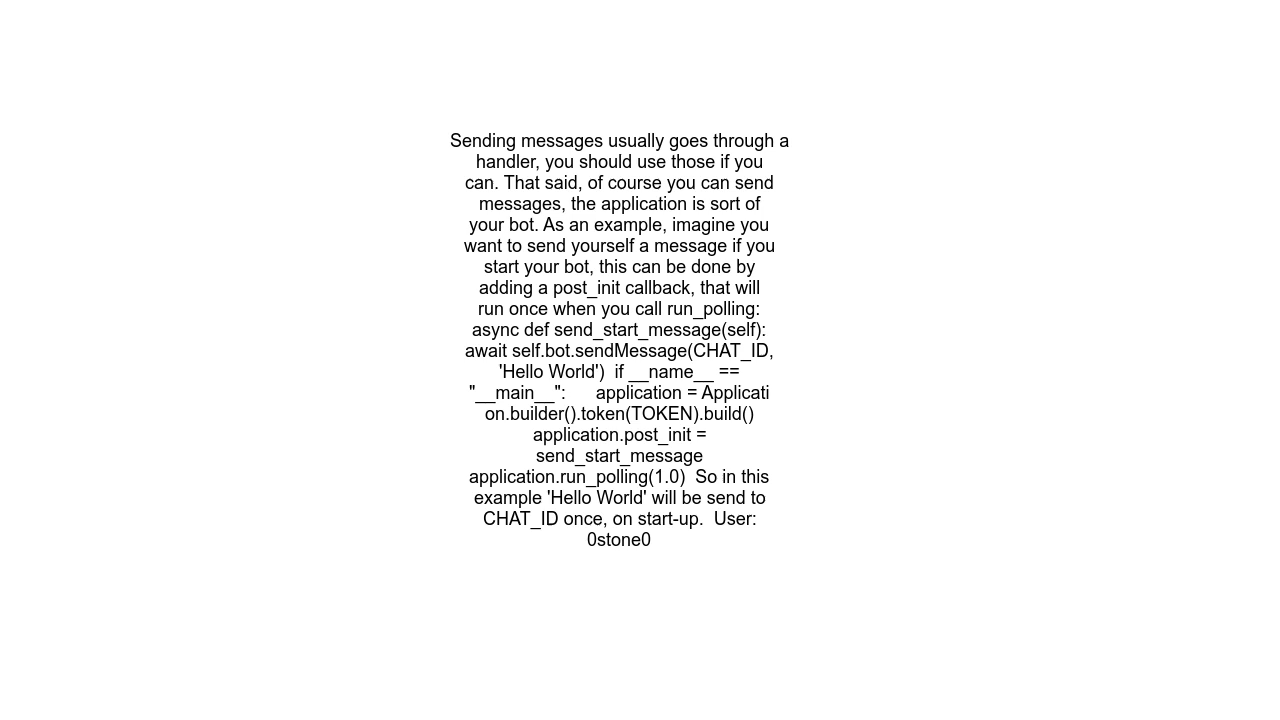 Sending messages usually goes through a
handler, you should use those if you
can. That said, of course you can send
messages, the application is sort of
your bot. As an example, imagine you
want to send yourself a message if you
start your bot, this can be done by
adding a post_init callback, that will
run once when you call run_polling:
async def send_start_message(self):
await self.bot.sendMessage(CHAT_ID,
'Hello World')  if __name__ ==
"__main__":      application = Applicati
on.builder().token(TOKEN).build()
application.post_init =
send_start_message
application.run_polling(1.0)  So in this
example 'Hello World' will be send to
CHAT_ID once, on start-up.  User:
0stone0